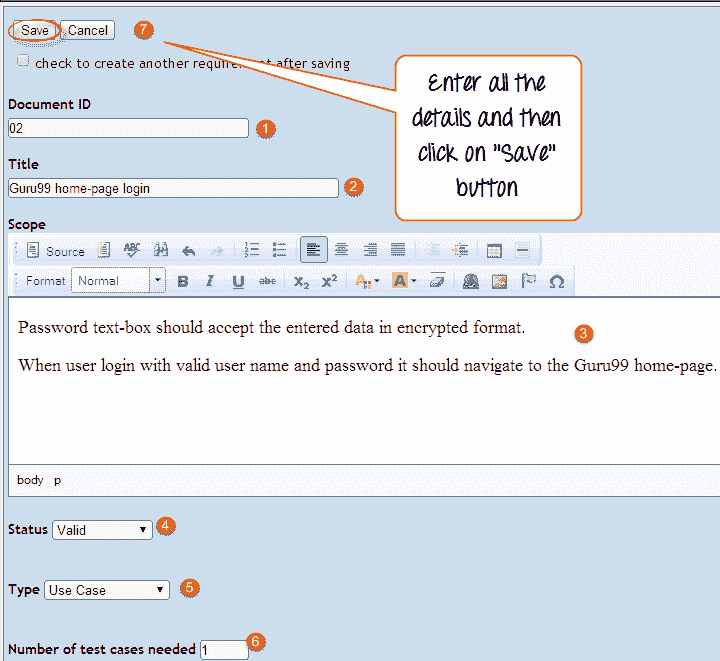 Save Cancel 7
check to create another requirement after saving
Enter all the
details and then
click on "Save"
button
Document ID
02 1
Title
Guru99 home-page login 2
Scope
Source ABC
Format Normal B I U abc X2 X2 A A Ω
Password text-box should accept the entered data in encrypted format.
3
When user login with valid user name and password it should navigate to the Guru99 home-page.
body p
Status Valid 4
Type Use Case 5
Number of test cases needed 1 6